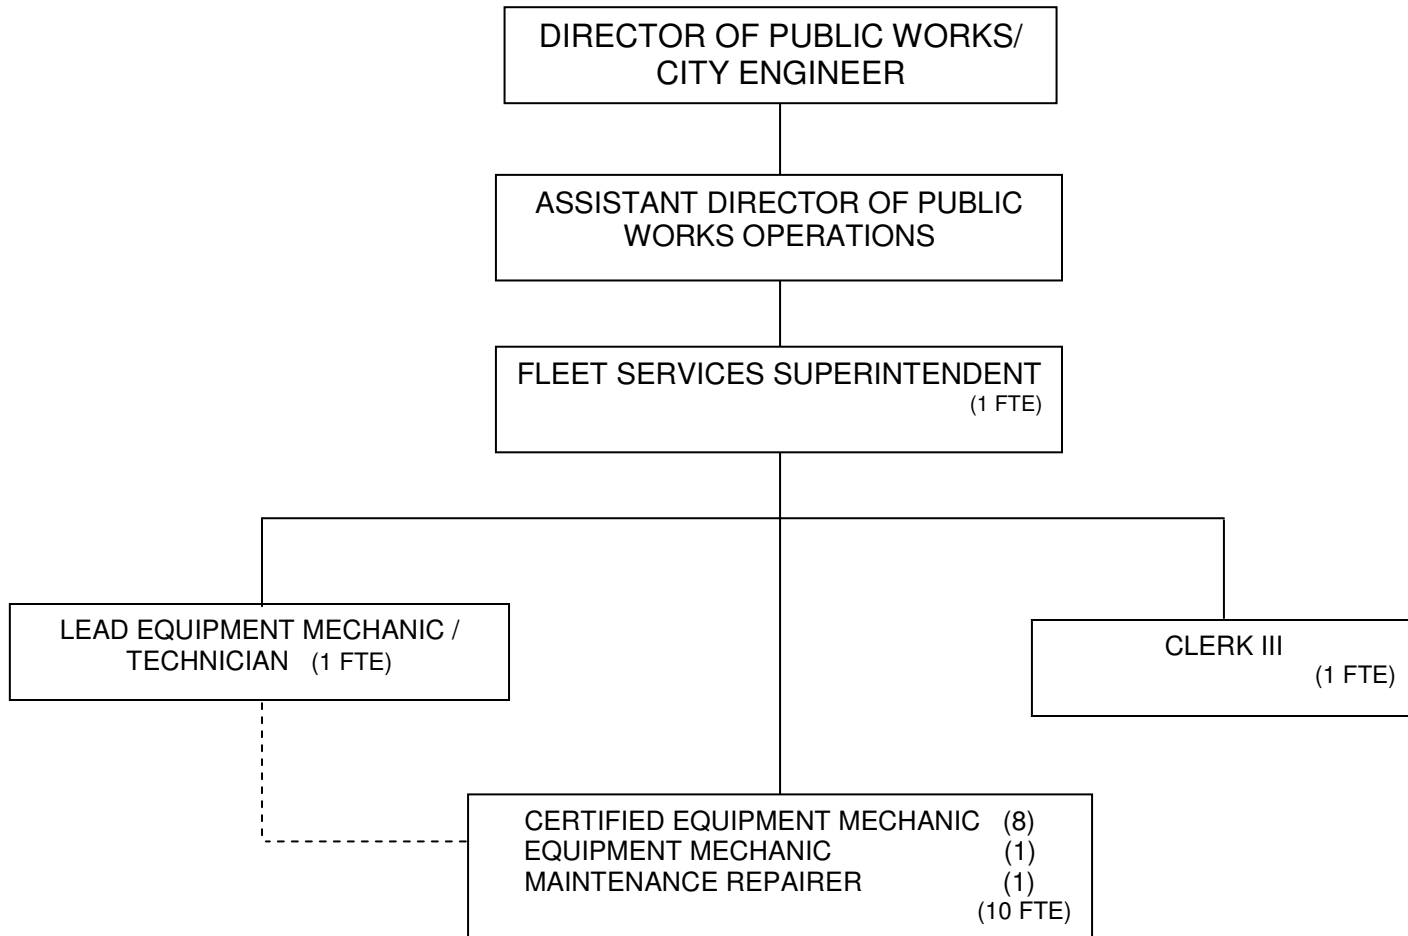 DIRECTOR OF PUBLIC WORKS/
CITY ENGINEER
ASSISTANT DIRECTOR OF PUBLIC
WORKS OPERATIONS
FLEET SERVICES SUPERINTENDENT
(1 FTE)
LEAD EQUIPMENT MECHANIC /
TECHNICIAN (1 FTE)
CLERK III
(1 FTE)
CERTIFIED EQUIPMENT MECHANIC (8)
EQUIPMENT MECHANIC (1)
MAINTENANCE REPAIRER (1)
(10 FTE)